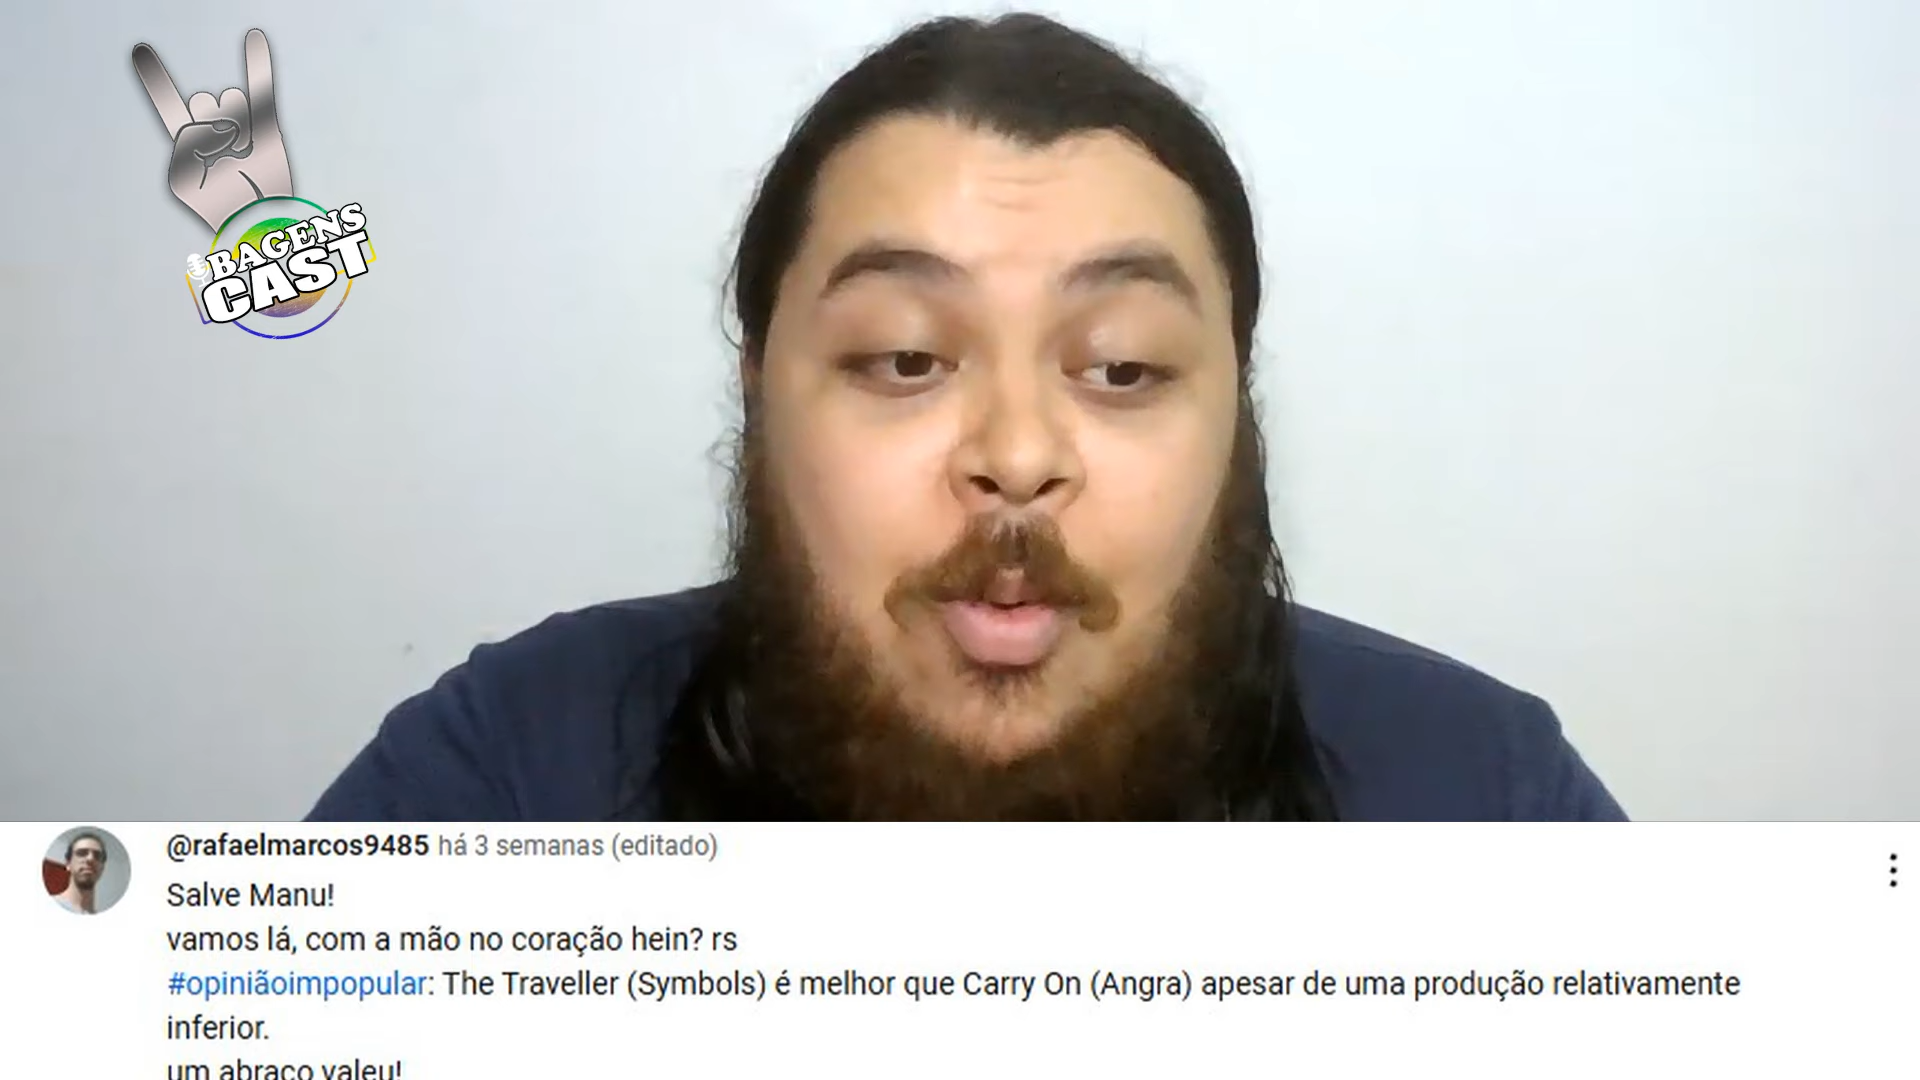 BAGENS
CAST
@rafaelmarcos9485 há 3 semanas (editado)
Salve Manu!
vamos lá, com a mão no coração hein? rs
#opiniãoimpopular: The Traveller (Symbols) é melhor que Carry On (Angra) apesar de uma produção relativamente
inferior.
um abraço valeu!